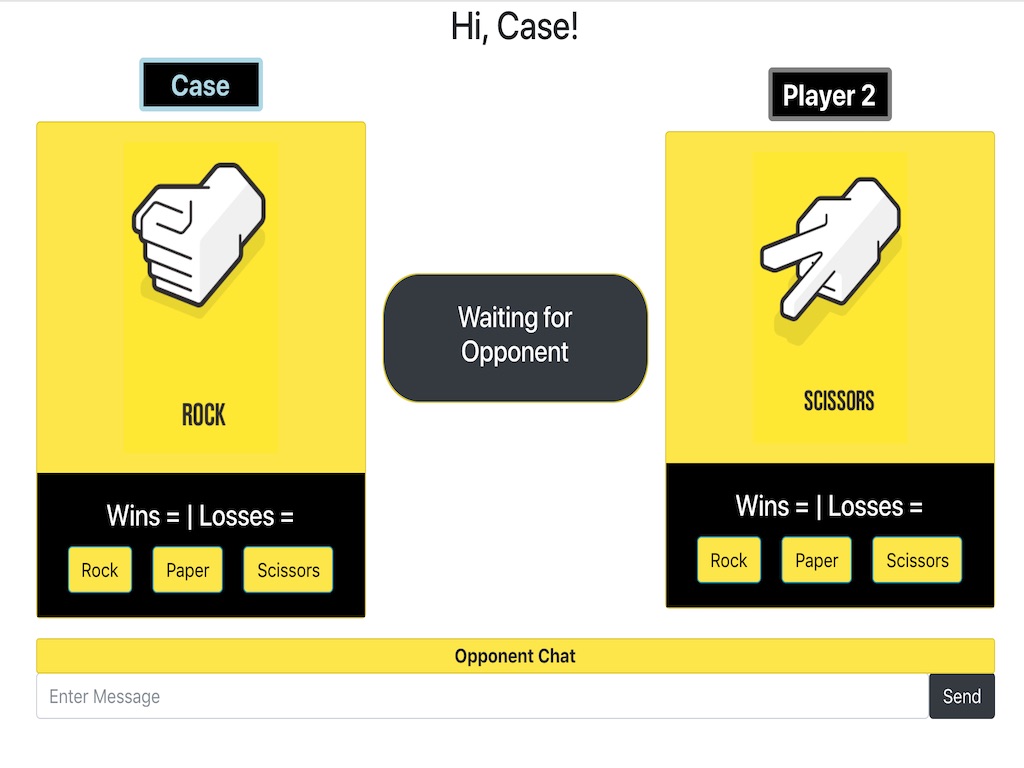 Hi, Case!
Case
Player 2
ROCK
SCISSORS
Waiting for
Opponent
Wins = | Losses =
Rock
Paper
Scissors
Wins = | Losses =
Rock
Paper
Scissors
Opponent Chat
Enter Message
Send